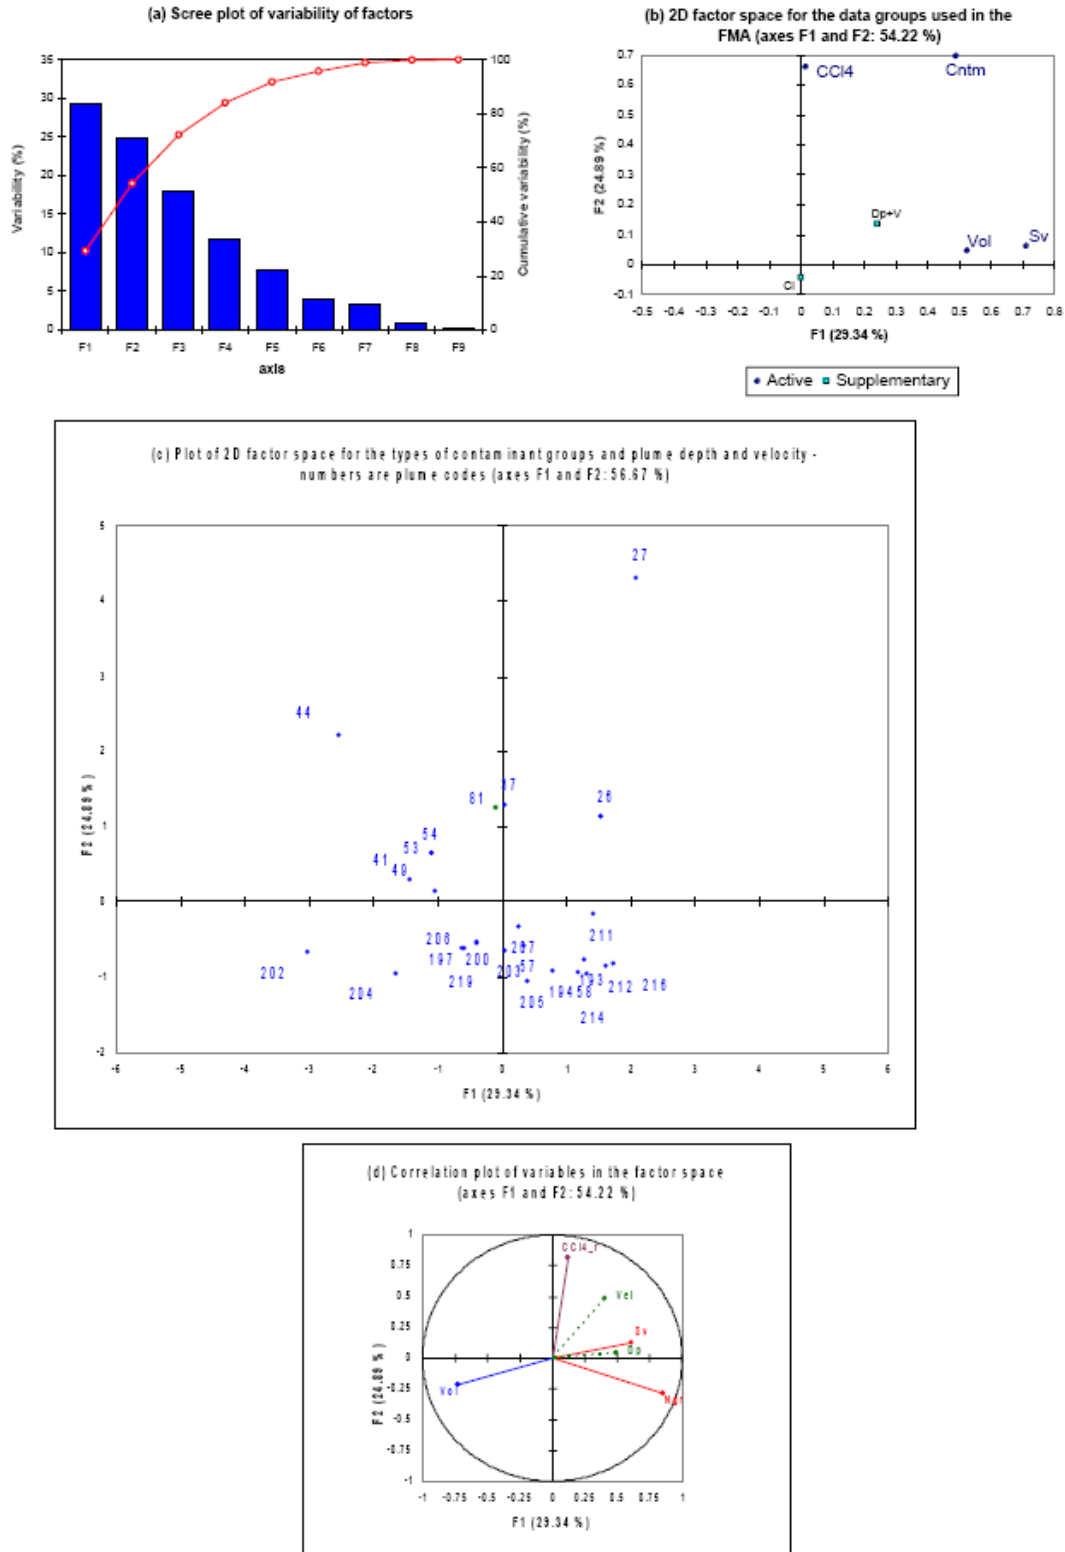 (a) Scree plot of variability of factors
35
30
25
20
15
10
5
0
100
80
60
40
20
0
Variability (%)
Cumulative variability (%)
F1 F2 F3 F4 F5 F6 F7 F8 F9
axis
(b) 2D factor space for the data groups used in the
FMA (axes F1 and F2: 54.22 %)
0.7
0.6
0.5
0.4
0.3
0.2
0.1
0
-0.1
F2 (24.89 %)
CCl4
Cntm
Dp+V
Vol
Sv
Cl
-0.5 -0.4 -0.3 -0.2 -0.1 0 0.1 0.2 0.3 0.4 0.5 0.6 0.7 0.8
F1 (29.34 %)
Active Supplementary
(c) Plot of 2D factor space for the types of contaminant groups and plume depth and velocity -
numbers are plume codes (axes F1 and F2: 56.67 %)
5
4
3
2
1
0
-1
-2
F2 (24.89 %)
27
44
37
81
26
54
53
41
49
206
207
211
197
200
202
219
203
57
193
204
205
194
58
212
216
214
-6 -5 -4 -3 -2 -1 0 1 2 3 4 5 6
F1 (29.34 %)
(d) Correlation plot of variables in the factor space
(axes F1 and F2: 54.22 %)
1
0.75
0.5
0.25
0
-0.25
-0.5
-0.75
-1
F2 (24.89 %)
Vel
Sv
Dp
Vol
-1 -0.75 -0.5 -0.25 0 0.25 0.5 0.75 1
F1 (29.34 %)